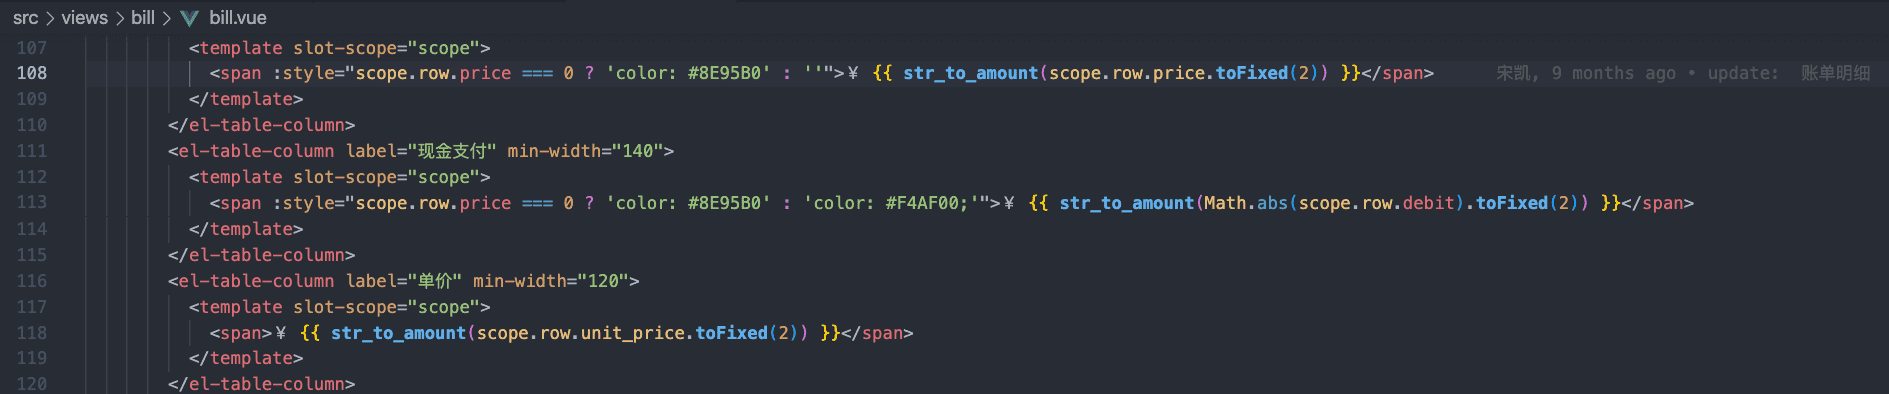 src > views > bill > bill.vue
107 <template slot-scope="scope">
108 <span :style="scope.row.price === 0 ? 'color: #8E95B0' : ''">¥ {{ str_to_amount(scope.row.price.toFixed(2)) }}</span> 宋凯, 9 months ago • update: 账单明细
109 </template>
110 </el-table-column>
111 <el-table-column label="现金支付" min-width="140">
112 <template slot-scope="scope">
113 <span :style="scope.row.price === 0 ? 'color: #8E95B0' : 'color: #F4AF00;'">¥ {{ str_to_amount(Math.abs(scope.row.debit).toFixed(2)) }}</span>
114 </template>
115 </el-table-column>
116 <el-table-column label="单价" min-width="120">
117 <template slot-scope="scope">
118 <span>¥ {{ str_to_amount(scope.row.unit_price.toFixed(2)) }}</span>
119 </template>
120 </el-table-column>